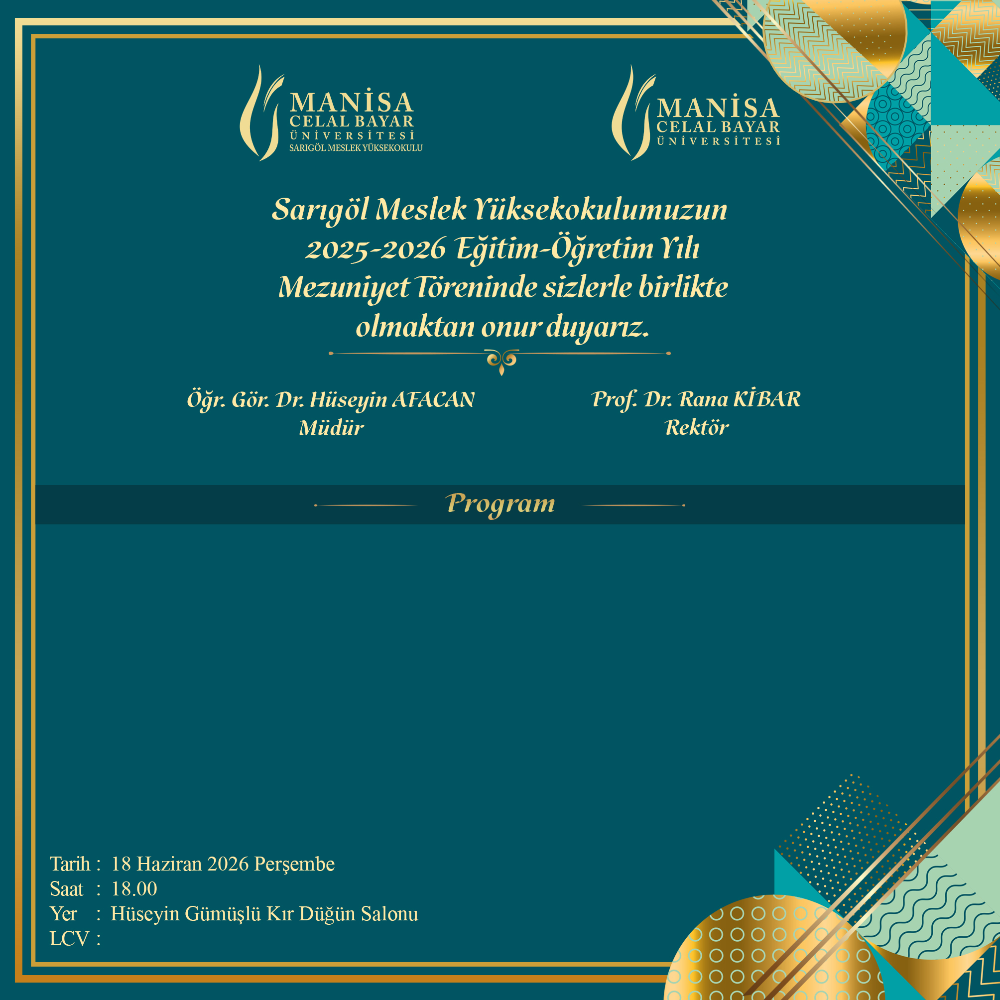 MANİSA
CELAL BAYAR
ÜNİVERSİTESİ
SARIGÖL MESLEK YÜKSEKOKULU
MANİSA
CELAL BAYAR
ÜNİVERSİTESİ
Sarıgöl Meslek Yüksekokulumuzun
2025-2026 Eğitim-Öğretim Yılı
Mezuniyet Töreninde sizlerle birlikte
olmaktan onur duyarız.
Öğr. Gör. Dr. Hüseyin AFACAN
Müdür
Prof. Dr. Rana KİBAR
Rektör
Program
Tarih : 18 Haziran 2026 Perşembe
Saat : 18.00
Yer : Hüseyin Gümüşlü Kır Düğün Salonu
LCV :